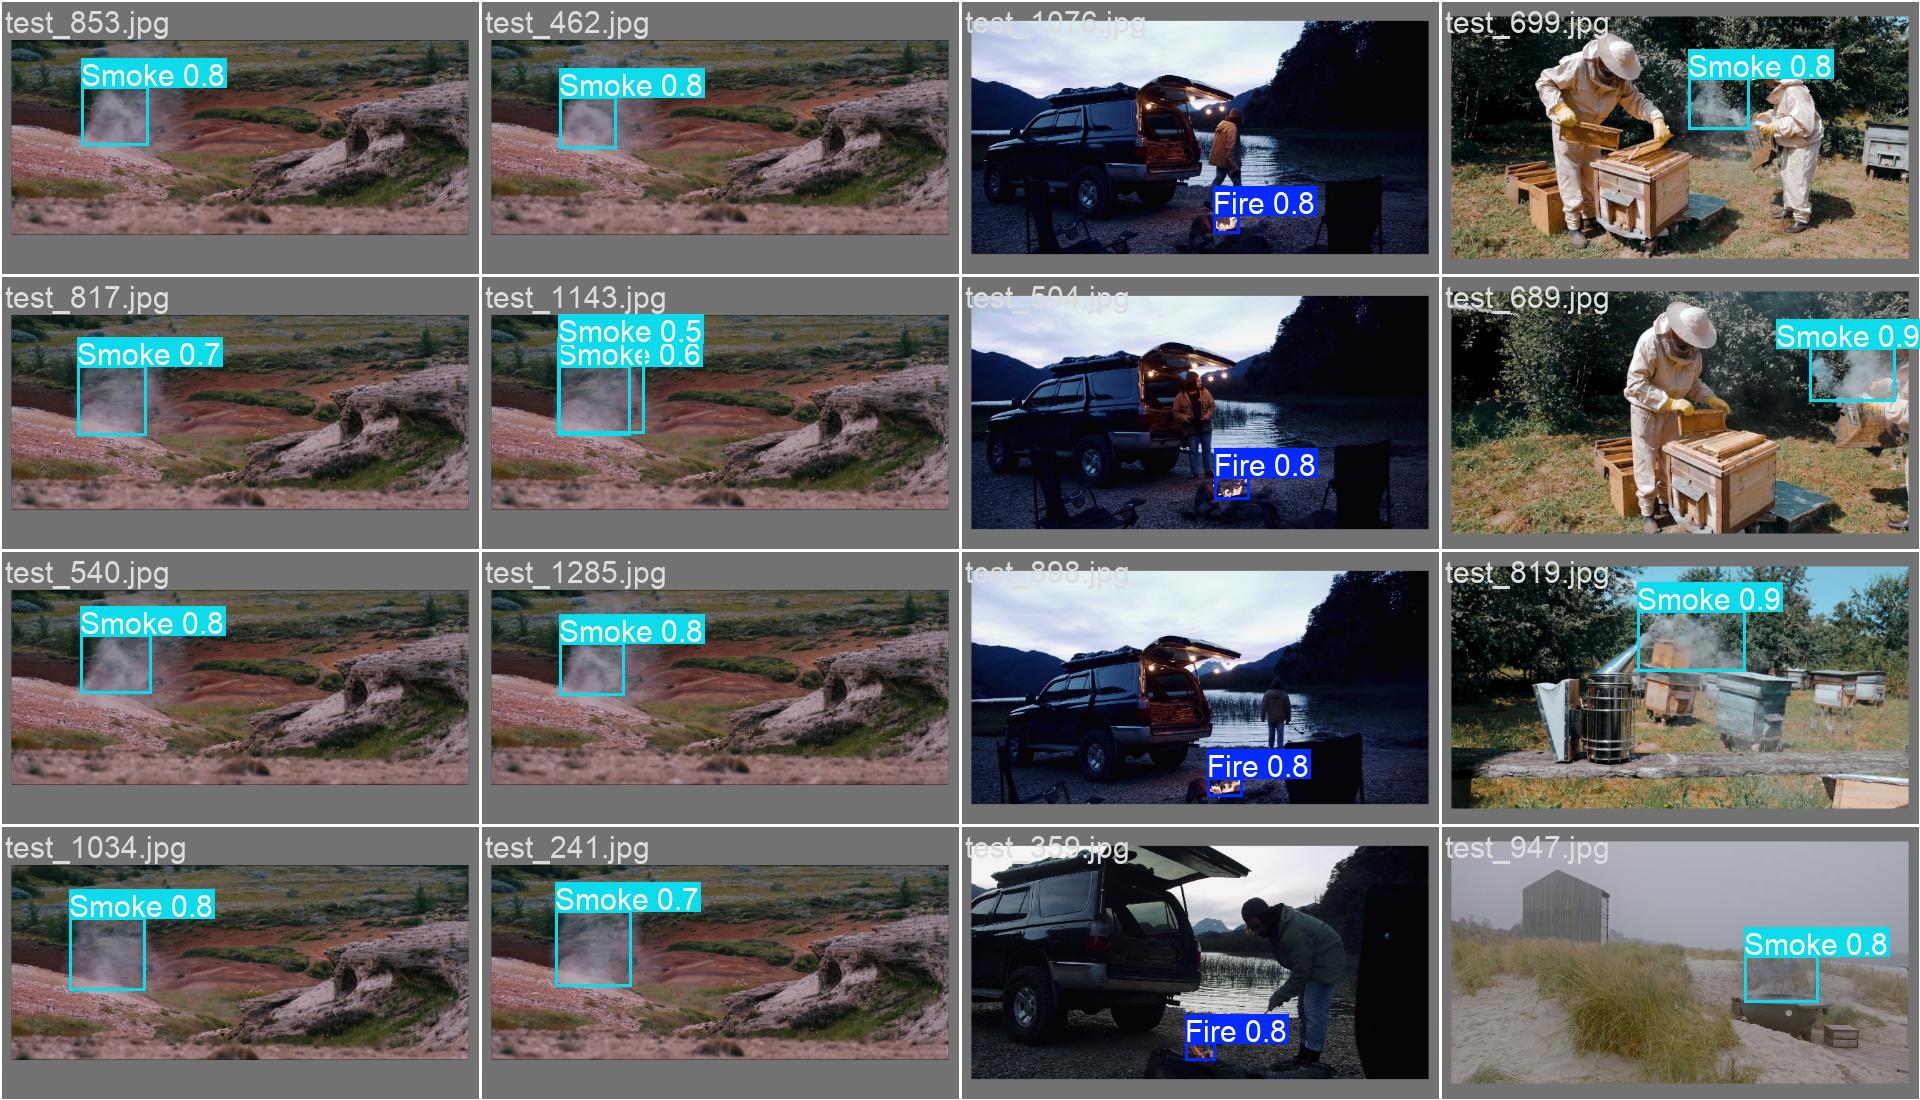 test_853.jpg
Smoke 0.8
test_462.jpg
Smoke 0.8
test_1076.jpg
Fire 0.8
test_699.jpg
Smoke 0.8
test_817.jpg
Smoke 0.7
test_1143.jpg
Smoke 0.5
Smoke 0.6
test_504.jpg
Fire 0.8
test_689.jpg
Smoke 0.9
test_540.jpg
Smoke 0.8
test_1285.jpg
Smoke 0.8
test_898.jpg
Fire 0.8
test_819.jpg
Smoke 0.9
test_1034.jpg
Smoke 0.8
test_241.jpg
Smoke 0.7
test_359.jpg
Fire 0.8
test_947.jpg
Smoke 0.8